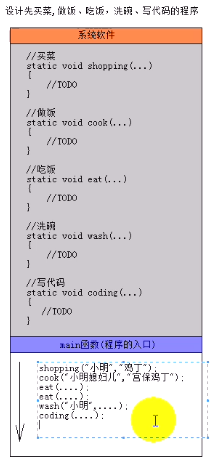 设计先买菜,做饭、吃饭，洗碗、写代码的程序
系统软件
//买菜
static void shopping(...)
{
//TODO
}
//做饭
static void cook(...)
{
//TODO
}
//吃饭
static void eat(...)
{
//TODO
}
//洗碗
static void wash(...)
{
//TODO
}
//写代码
static void coding(...)
{
//TODO
}
main函数(程序的入口)
shopping("小明","鸡丁");
cook("小明媳妇儿","宫保鸡丁");
eat(....);
eat(....);
wash("小明",....);
coding(....);